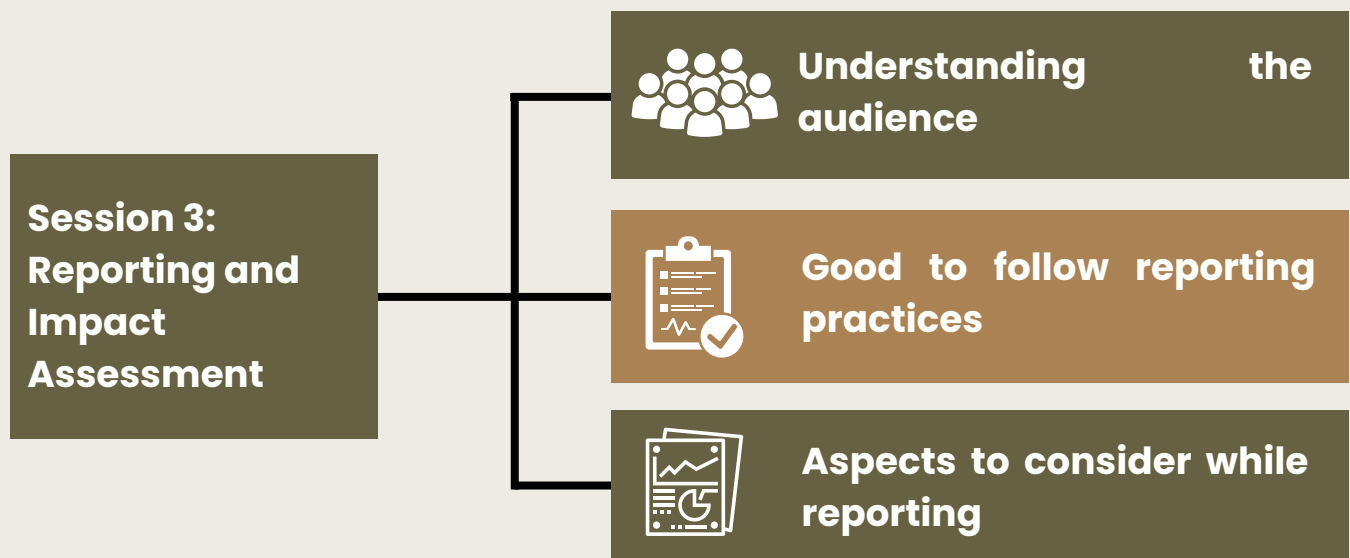 Session 3:
Reporting and
Impact
Assessment
Understanding the
audience
Good to follow reporting
practices
Aspects to consider while
reporting